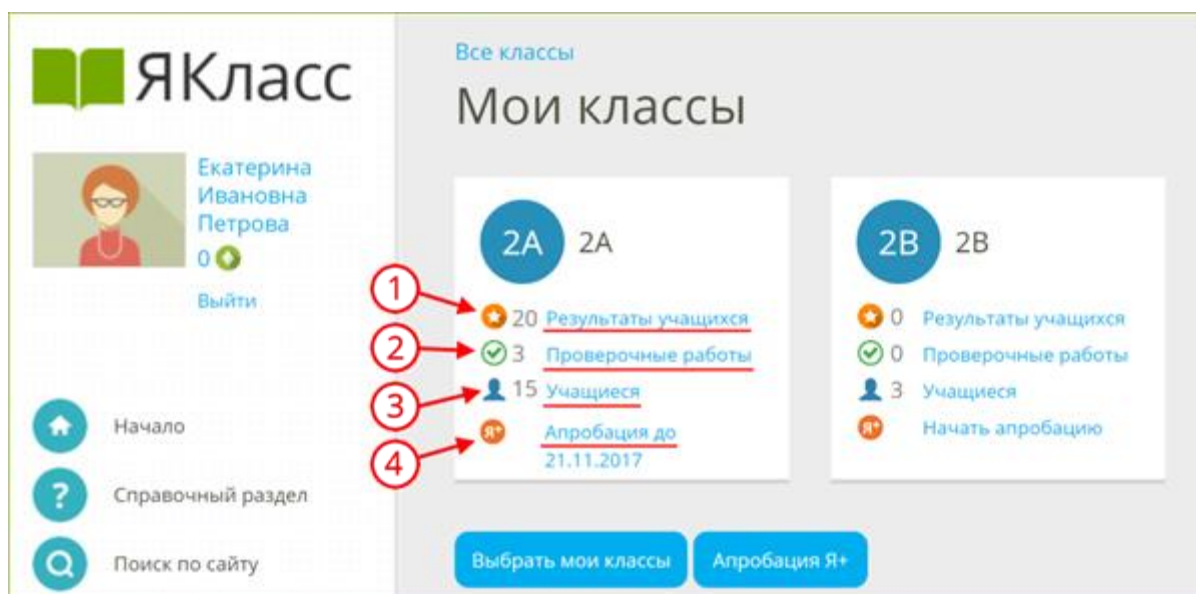 ЯКласс
Екатерина
Ивановна
Петрова
0
Выйти
Начало
? Справочный раздел
Поиск по сайту
Все классы
Мои классы
2А 2А
1 20 Результаты учащихся
2 3 Проверочные работы
3 15 Учащиеся
4 Я+ Апробация до
21.11.2017
2В 2В
0 Результаты учащихся
0 Проверочные работы
3 Учащиеся
Я+ Начать апробацию
Выбрать мои классы
Апробация Я+